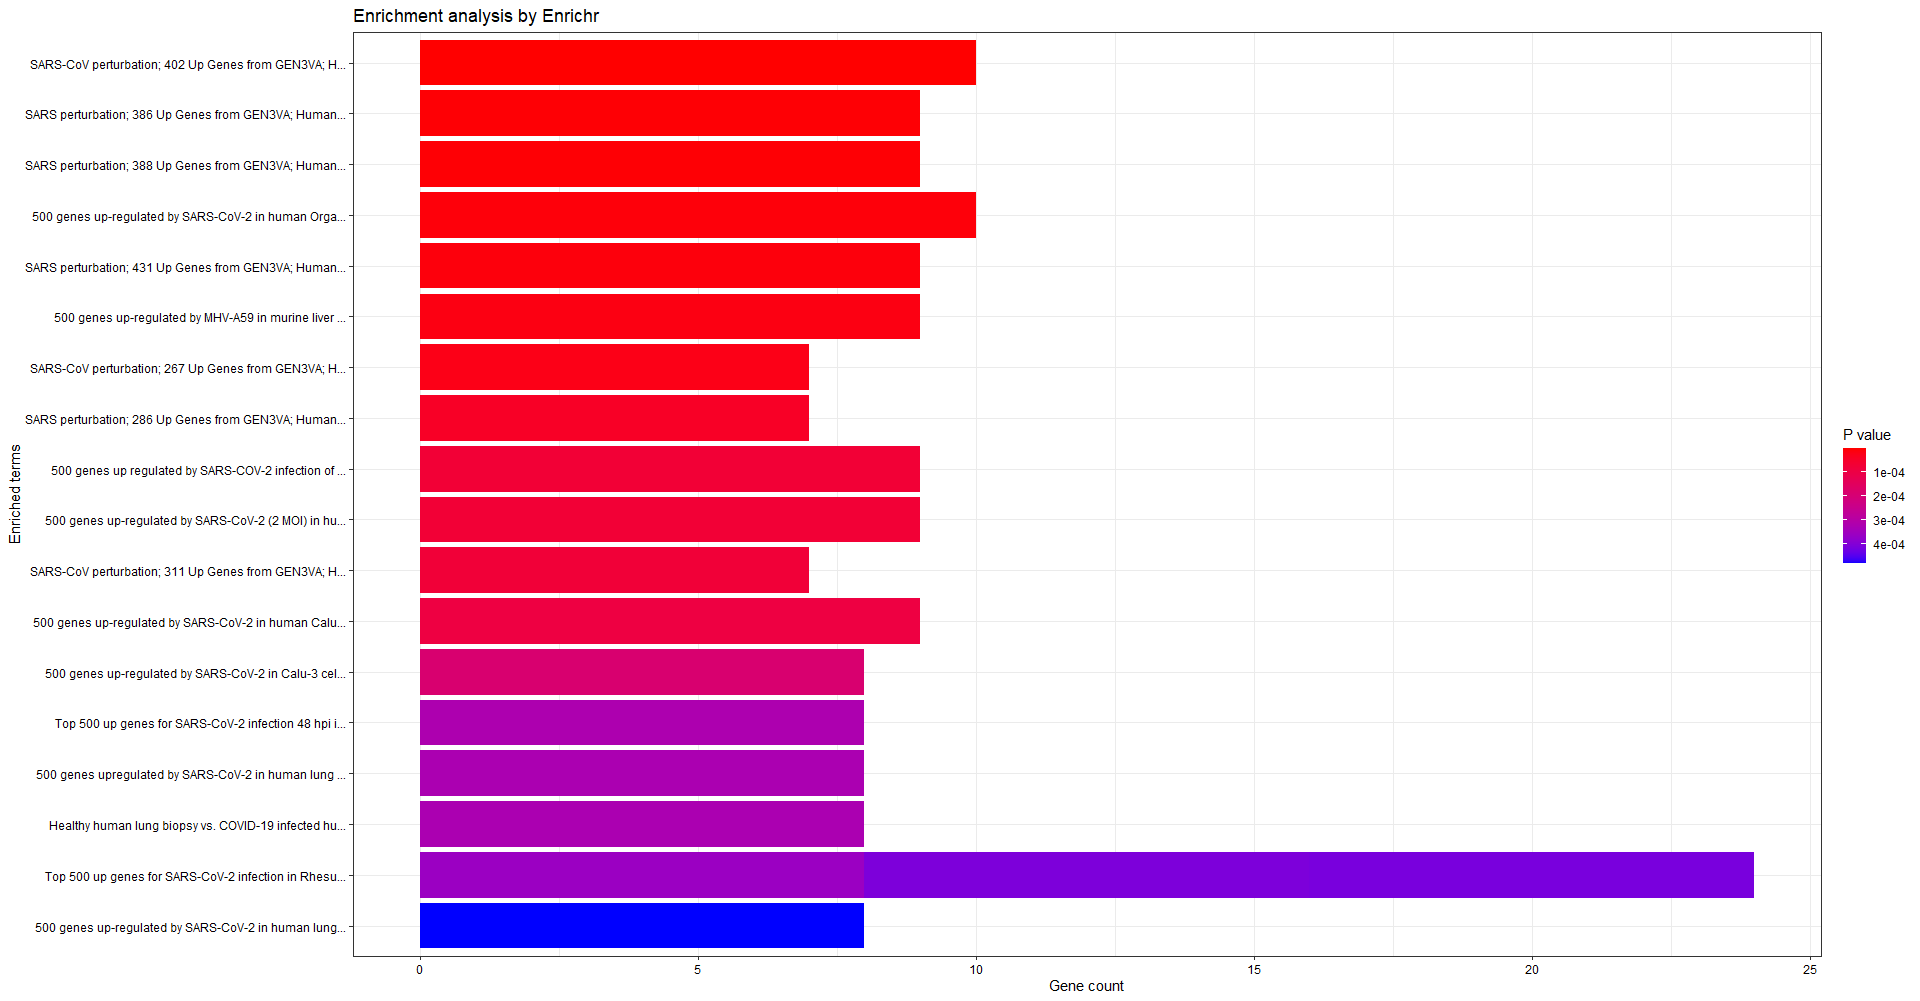 Enrichment analysis by Enrichr
SARS-CoV perturbation; 402 Up Genes from GEN3VA; H...
SARS perturbation; 386 Up Genes from GEN3VA; Human...
SARS perturbation; 388 Up Genes from GEN3VA; Human...
500 genes up-regulated by SARS-CoV-2 in human Orga...
SARS perturbation; 431 Up Genes from GEN3VA; Human...
500 genes up-regulated by MHV-A59 in murine liver ...
SARS-CoV perturbation; 267 Up Genes from GEN3VA; H...
SARS perturbation; 286 Up Genes from GEN3VA; Human...
500 genes up regulated by SARS-COV-2 infection of ...
500 genes up-regulated by SARS-CoV-2 (2 MOI) in hu...
SARS-CoV perturbation; 311 Up Genes from GEN3VA; H...
500 genes up-regulated by SARS-CoV-2 in human Calu...
500 genes up-regulated by SARS-CoV-2 in Calu-3 cel...
Top 500 up genes for SARS-CoV-2 infection 48 hpi i...
500 genes upregulated by SARS-CoV-2 in human lung ...
Healthy human lung biopsy vs. COVID-19 infected hu...
Top 500 up genes for SARS-CoV-2 infection in Rhesu...
500 genes up-regulated by SARS-CoV-2 in human lung...
Enriched terms
0 5 10 15 20 25
Gene count
P value
1e-04
2e-04
3e-04
4e-04